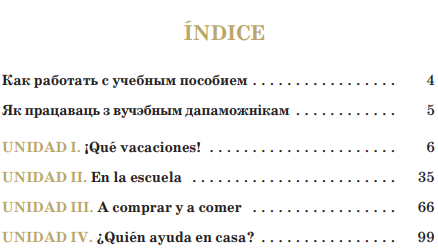 ÍNDICE
Как работать с учебным пособием . . . . . . . . . . . . . . . . . 4
Як працаваць з вучэбным дапаможнікам . . . . . . . . . . . . 5
UNIDAD I. ¡Qué vacaciones! . . . . . . . . . . . . . . . . . . . . . . 6
UNIDAD II. En la escuela . . . . . . . . . . . . . . . . . . . . . . . . 35
UNIDAD III. A comprar y a comer . . . . . . . . . . . . . . . . . 66
UNIDAD IV. ¿Quién ayuda en casa? . . . . . . . . . . . . . . . . 99